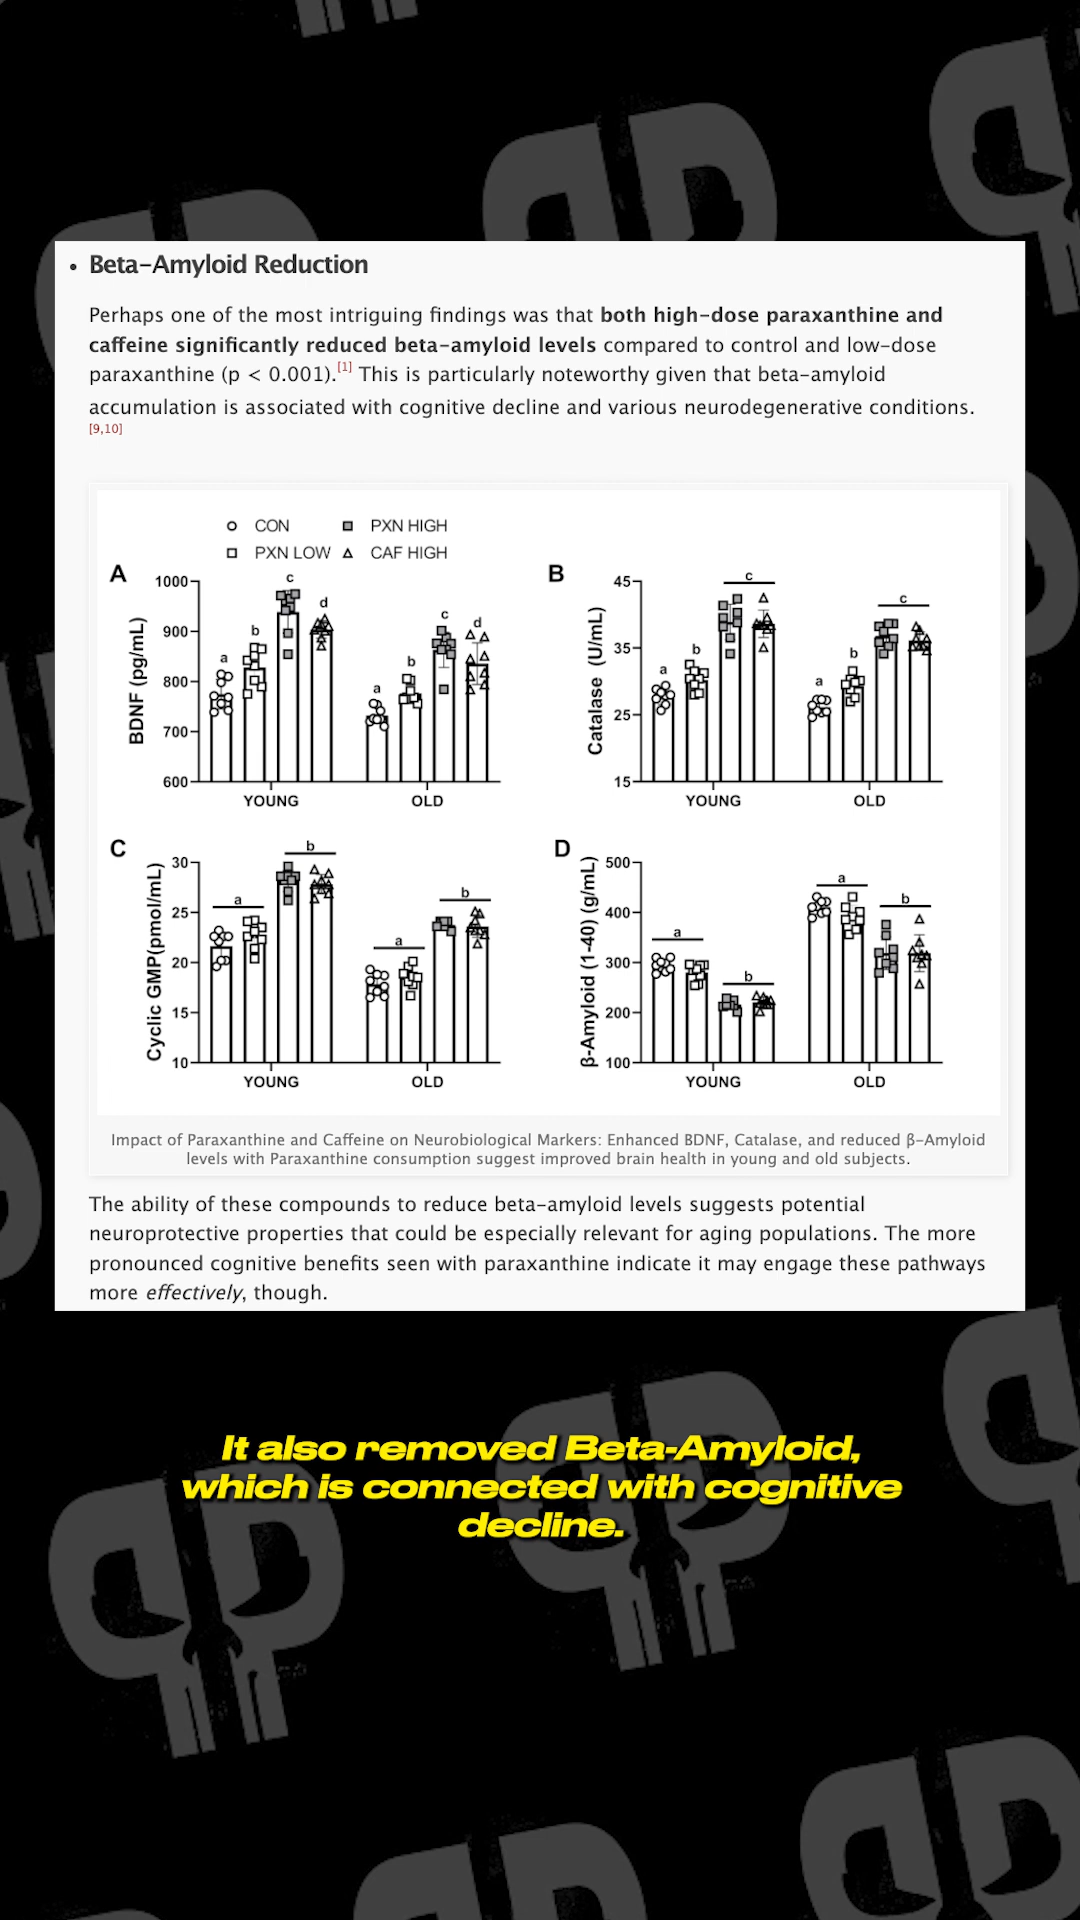 • Beta-Amyloid Reduction
Perhaps one of the most intriguing findings was that both high-dose paraxanthine and
caffeine significantly reduced beta-amyloid levels compared to control and low-dose
paraxanthine (p < 0.001).[1] This is particularly noteworthy given that beta-amyloid
accumulation is associated with cognitive decline and various neurodegenerative conditions.
[9,10]
CON PXN HIGH
PXN LOW CAF HIGH
A
BDNF (pg/mL)
1000
900
800
700
600
a b c d
a b c d
YOUNG OLD
B
Catalase (U/mL)
45
35
25
15
a b c
a b c
YOUNG OLD
C
Cyclic GMP(pmol/mL)
30
25
20
15
10
a b
a b
YOUNG OLD
D
β-Amyloid (1-40) (g/mL)
500
400
300
200
100
a b
a b
YOUNG OLD
Impact of Paraxanthine and Caffeine on Neurobiological Markers: Enhanced BDNF, Catalase, and reduced β-Amyloid
levels with Paraxanthine consumption suggest improved brain health in young and old subjects.
The ability of these compounds to reduce beta-amyloid levels suggests potential
neuroprotective properties that could be especially relevant for aging populations. The more
pronounced cognitive benefits seen with paraxanthine indicate it may engage these pathways
more effectively, though.
It also removed Beta-Amyloid,
which is connected with cognitive
decline.